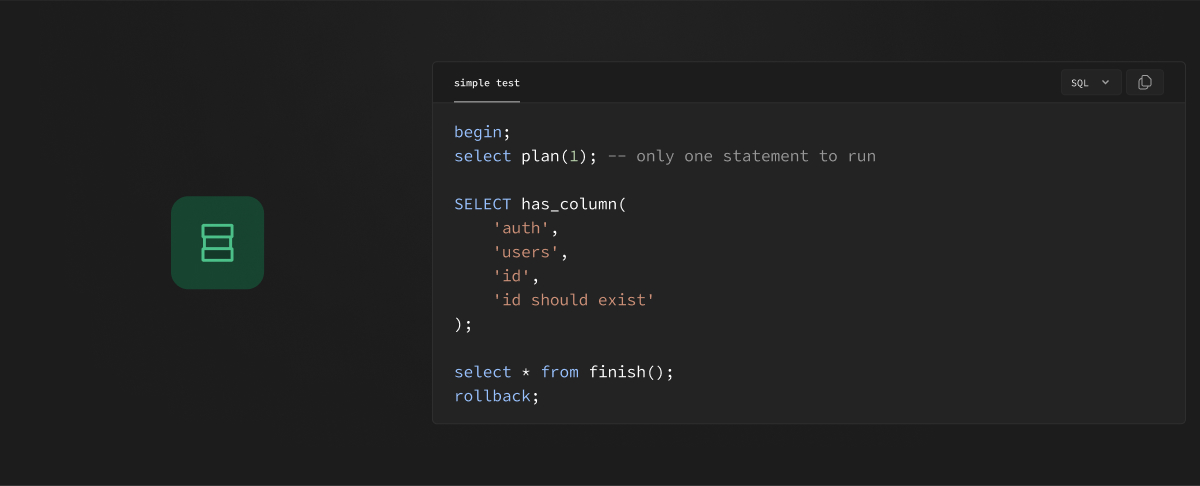 simple test
SQL
begin;
select plan(1); -- only one statement to run
SELECT has_column(
    'auth',
    'users',
    'id',
    'id should exist'
);
select * from finish();
rollback;